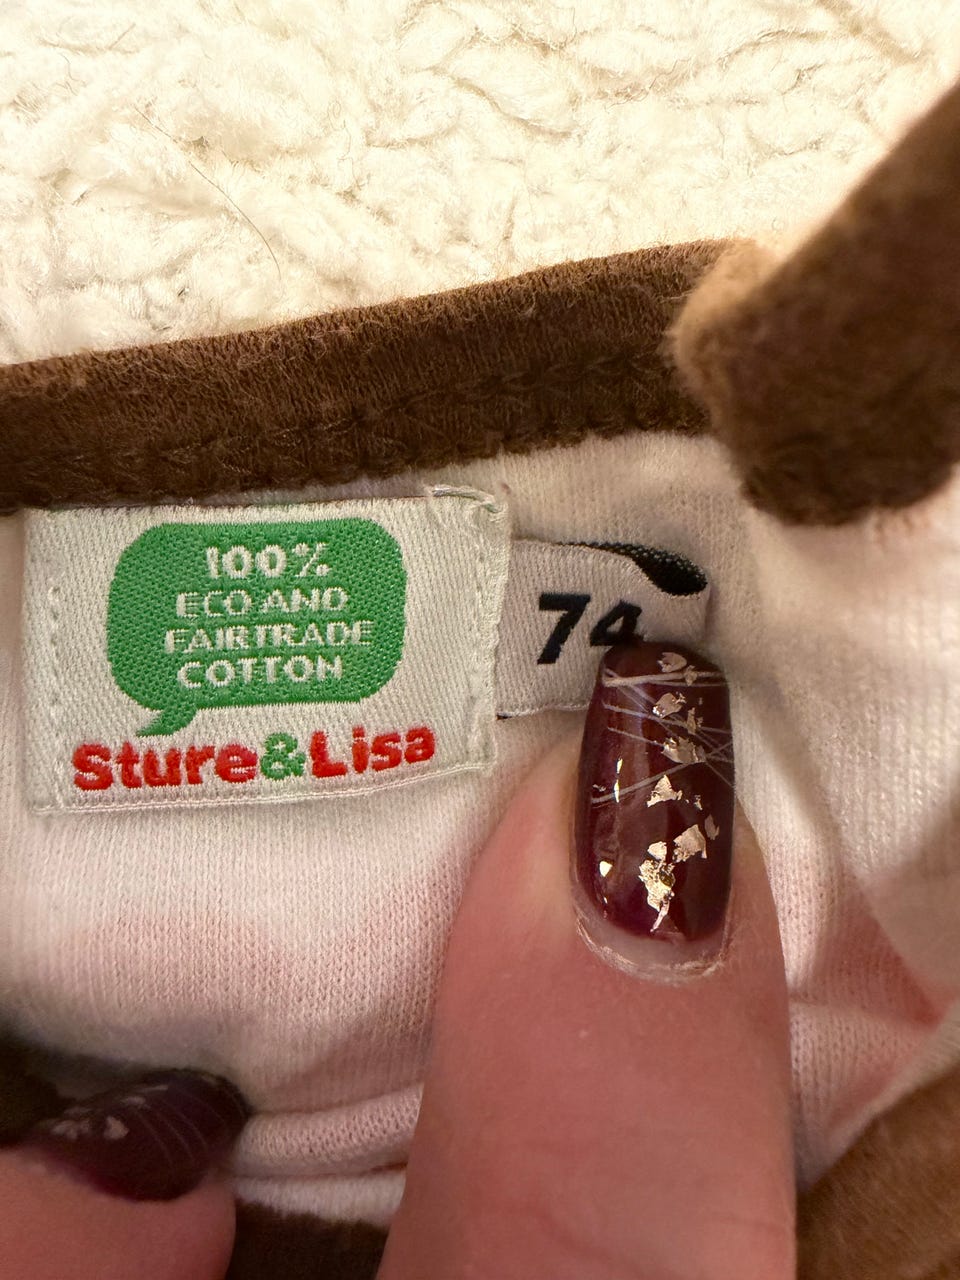 100%
ECO AND
FAIRTRADE
COTTON
Sture&Lisa
74